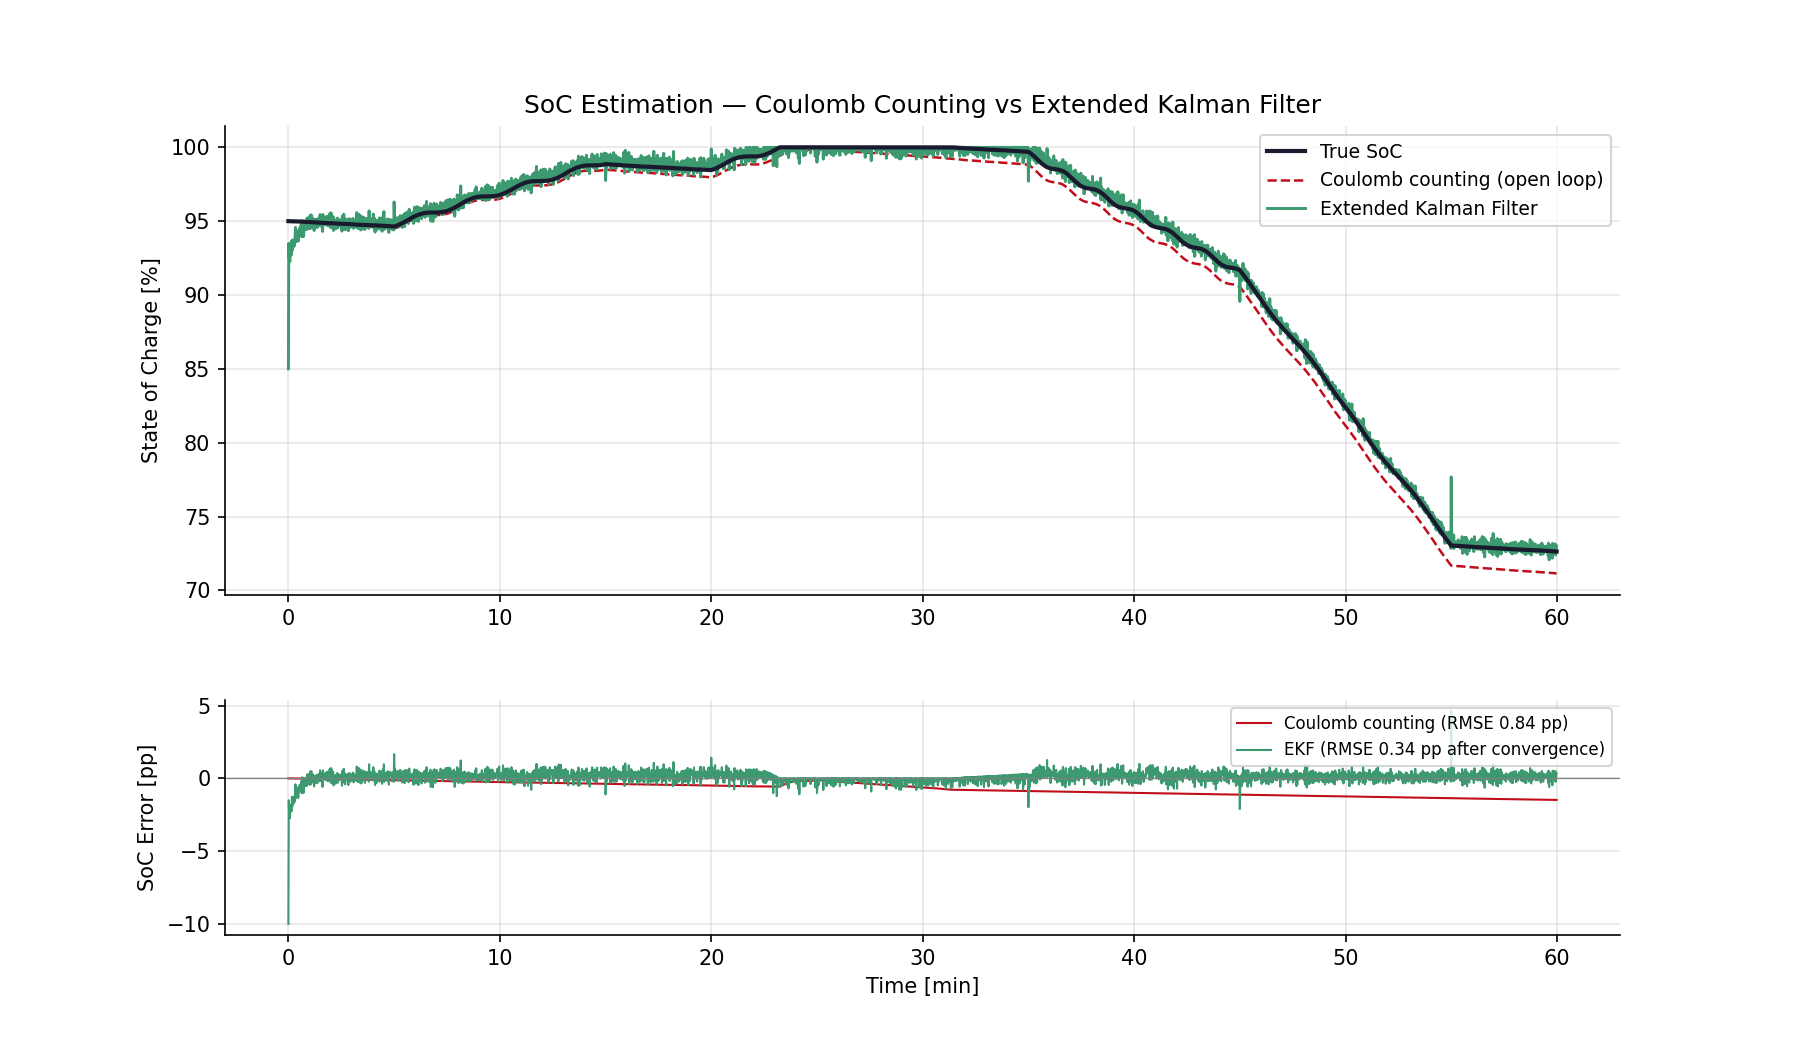 SoC Estimation — Coulomb Counting vs Extended Kalman Filter
State of Charge [%]
100
95
90
85
80
75
70
True SoC
Coulomb counting (open loop)
Extended Kalman Filter
0 10 20 30 40 50 60
SoC Error [pp]
5
0
−5
−10
Coulomb counting (RMSE 0.84 pp)
EKF (RMSE 0.34 pp after convergence)
0 10 20 30 40 50 60
Time [min]